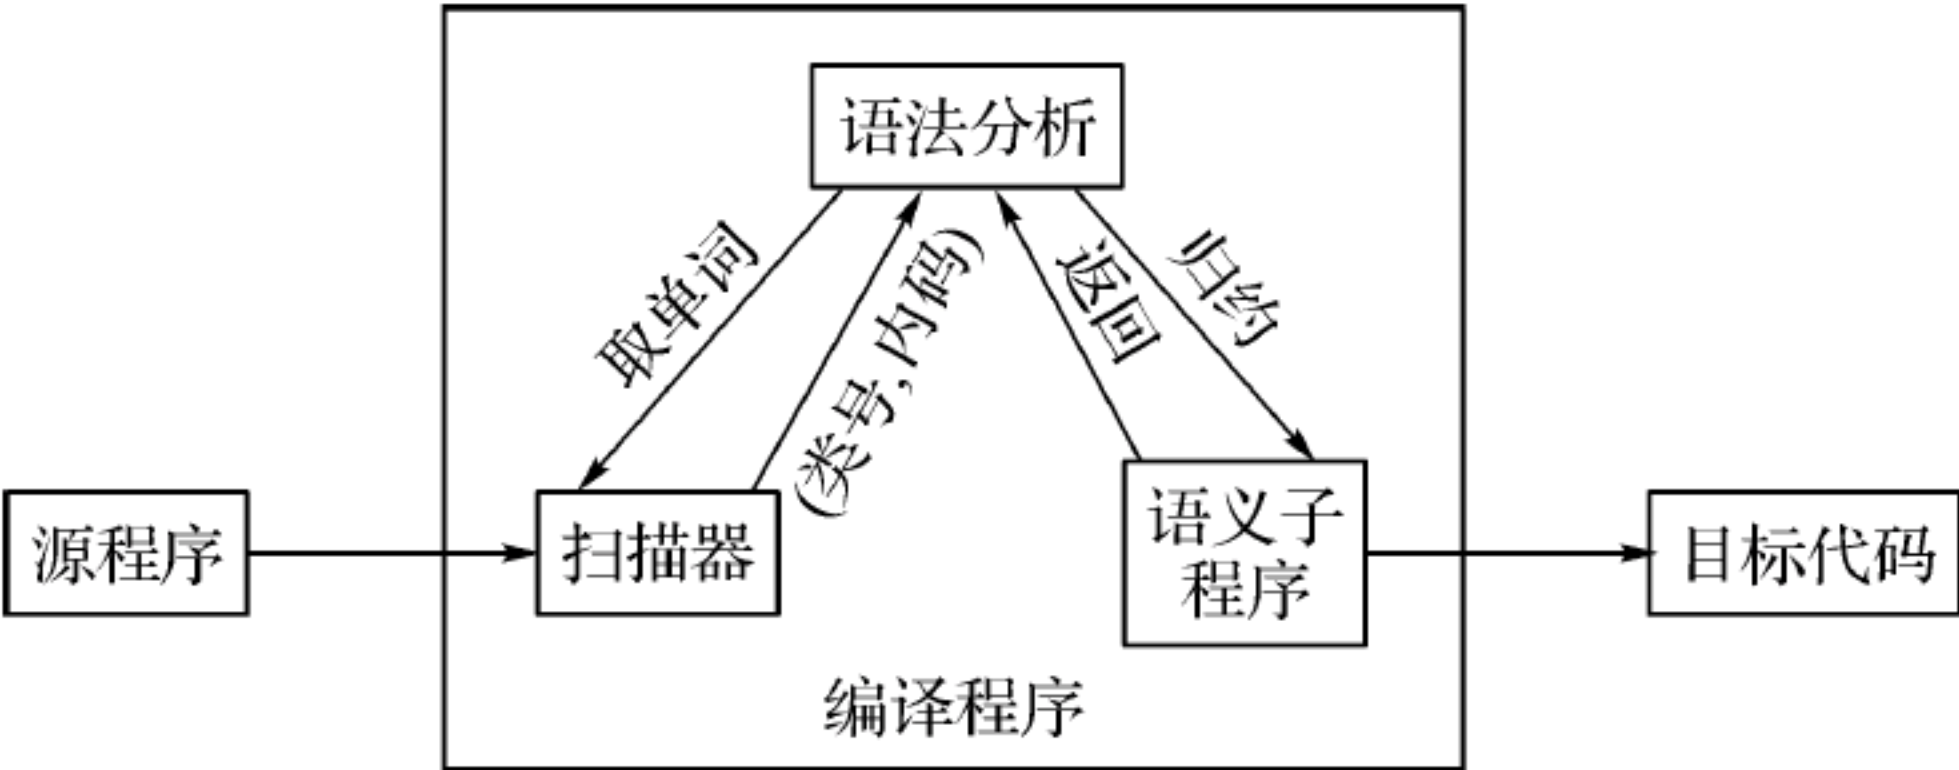 语法分析
取单词
(类号,内码)
返回
归约
源程序
扫描器
语义子
程序
目标代码
编译程序